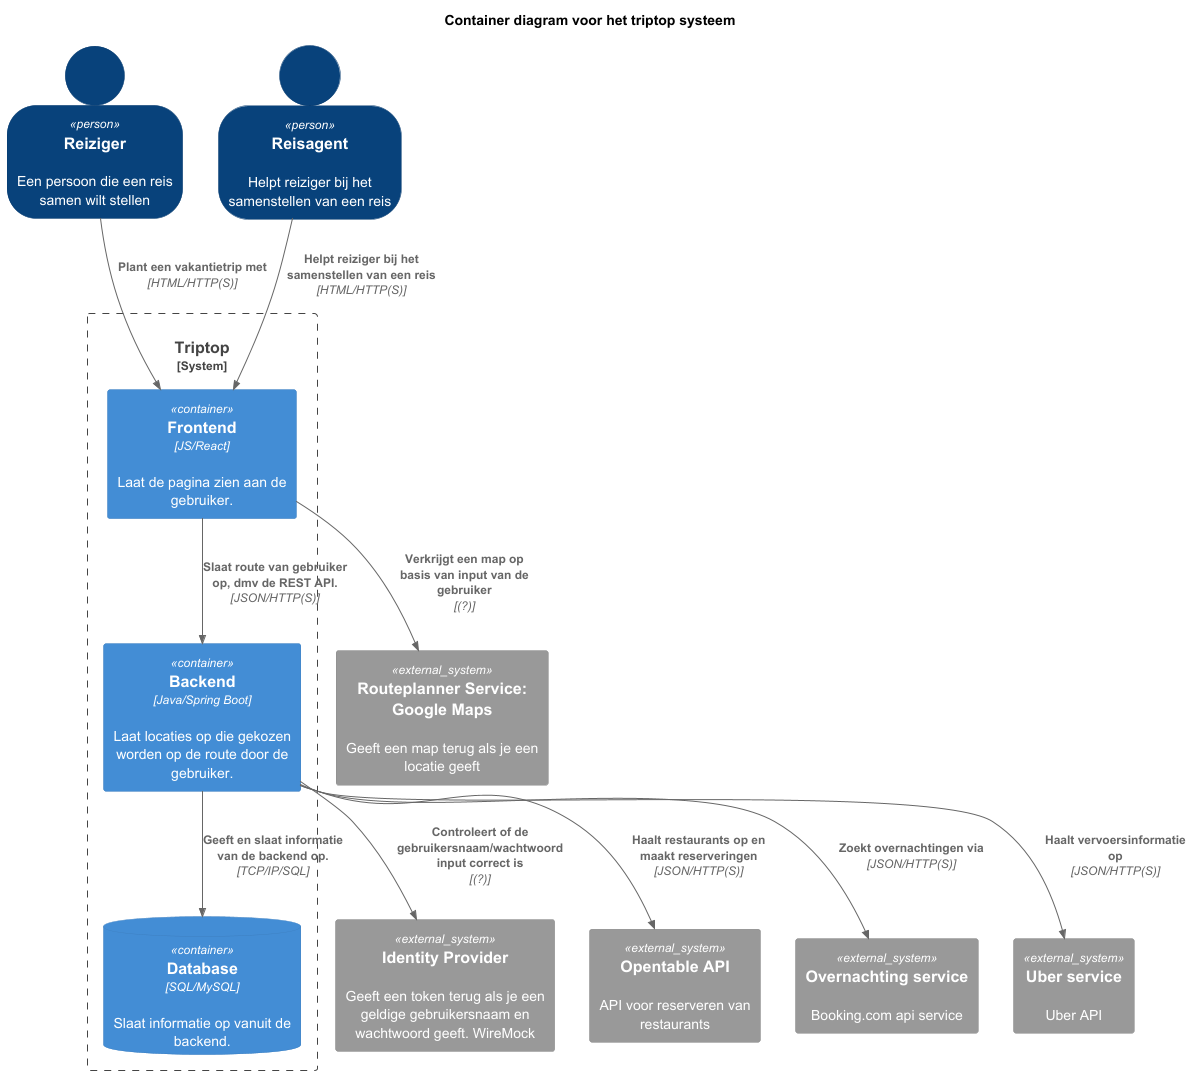 Container diagram voor het triptop systeem
«person»
Reiziger
Een persoon die een reis
samen wilt stellen
«person»
Reisagent
Helpt reiziger bij het
samenstellen van een reis
Plant een vakantietrip met
[HTML/HTTP(S)]
Helpt reiziger bij het
samenstellen van een reis
[HTML/HTTP(S)]
Triptop
[System]
«container»
Frontend
[JS/React]
Laat de pagina zien aan de
gebruiker.
Slaat route van gebruiker
op, dmv de REST API.
[JSON/HTTP(S)]
Verkrijgt een map op
basis van input van de
gebruiker
[(?)]
«container»
Backend
[Java/Spring Boot]
Laat locaties op die gekozen
worden op de route door de
gebruiker.
«external_system»
Routeplanner Service:
Google Maps
Geeft een map terug als je een
locatie geeft
Geeft en slaat informatie
van de backend op.
[TCP/IP/SQL]
Controleert of de
gebruikersnaam/wachtwoord
input correct is
[(?)]
Haalt restaurants op en
maakt reserveringen
[JSON/HTTP(S)]
Zoekt overnachtingen via
[JSON/HTTP(S)]
Haalt vervoersinformatie
op
[JSON/HTTP(S)]
«container»
Database
[SQL/MySQL]
Slaat informatie op vanuit de
backend.
«external_system»
Identity Provider
Geeft een token terug als je een
geldige gebruikersnaam en
wachtwoord geeft. WireMock
«external_system»
Opentable API
API voor reserveren van
restaurants
«external_system»
Overnachting service
Booking.com api service
«external_system»
Uber service
Uber API